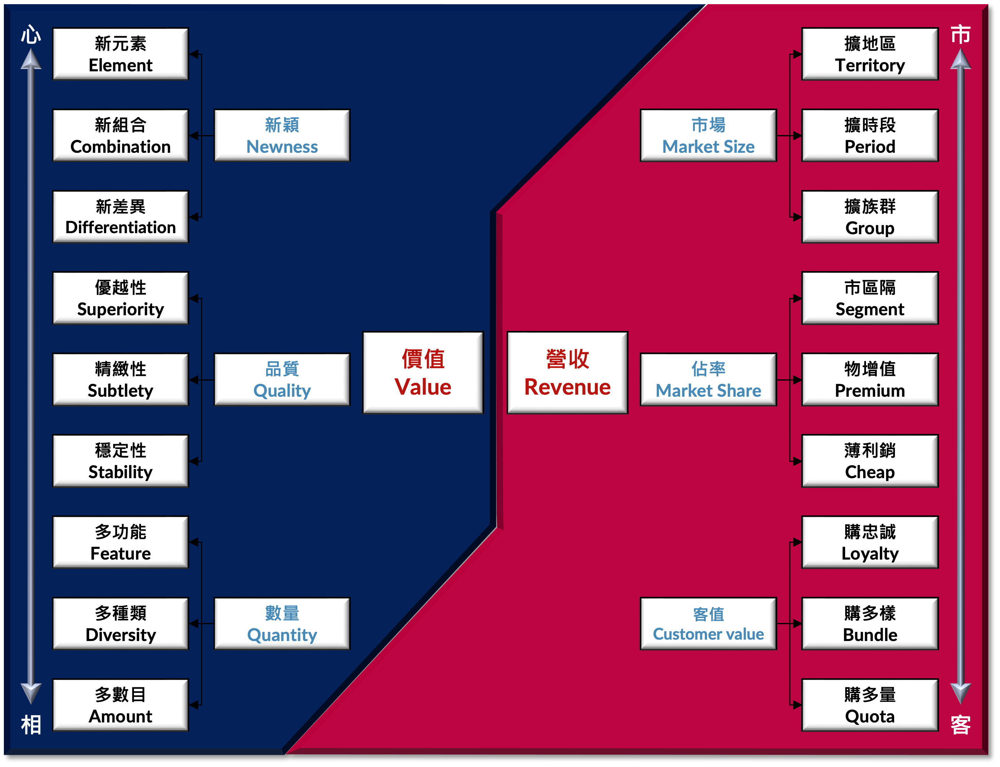 心
新元素
Element
新組合
Combination
新差異
Differentiation
新穎
Newness
優越性
Superiority
精緻性
Subtlety
穩定性
Stability
品質
Quality
多功能
Feature
多種類
Diversity
多數目
Amount
數量
Quantity
相
價值
Value
營收
Revenue
市場
Market Size
擴地區
Territory
擴時段
Period
擴族群
Group
佔率
Market Share
市區隔
Segment
物增值
Premium
薄利銷
Cheap
客值
Customer value
購忠誠
Loyalty
購多樣
Bundle
購多量
Quota
市
客